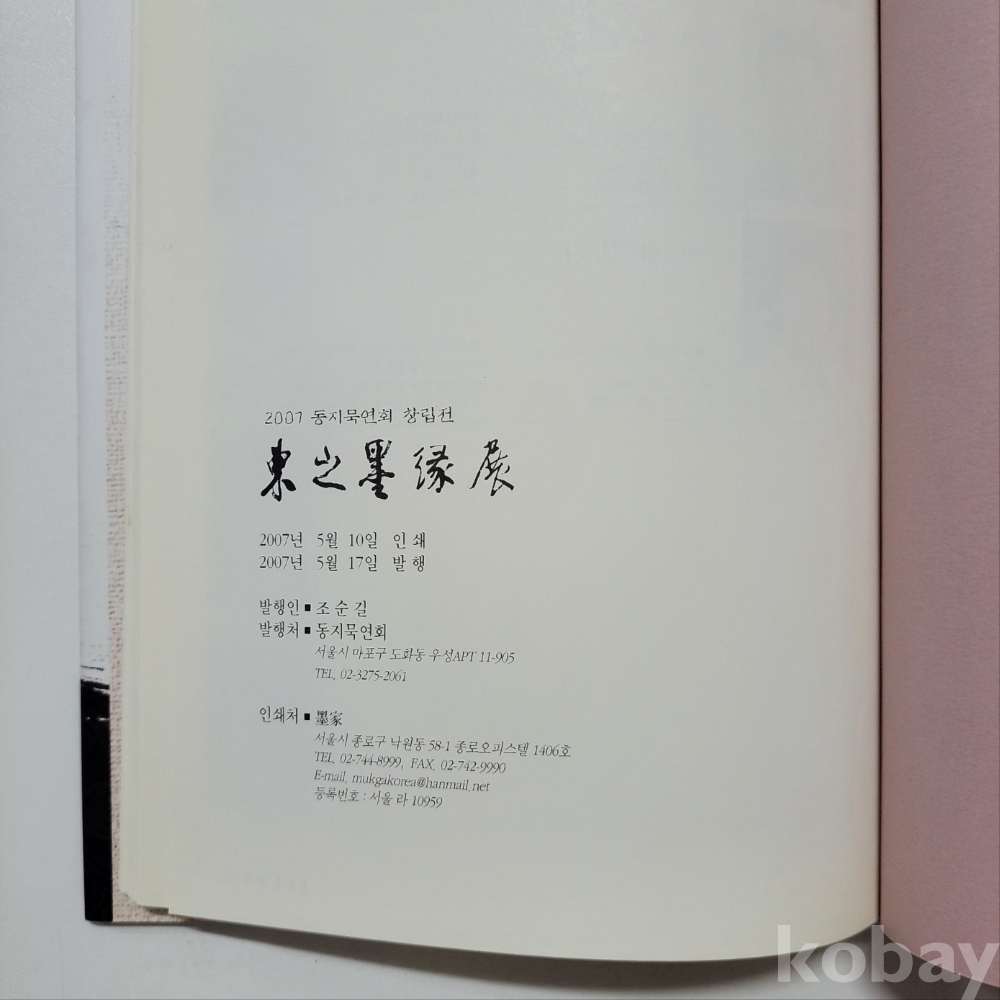 2007 동지묵연회 창립전
東之墨緣展
2007년 5월 10일 인쇄
2007년 5월 17일 발행
발행인 ■ 조순길
발행처 ■ 동지묵연회
서울시 마포구 도화동 우성APT 11-905
TEL. 02-3275-2061
인쇄처 ■ 墨家
서울시 종로구 낙원동 58-1 종로오피스텔 1406호
TEL. 02-744-8999, FAX. 02-742-9990
E-mail. mukgakorea@hanmail.net
등록번호 : 서울 라 10959
kobay